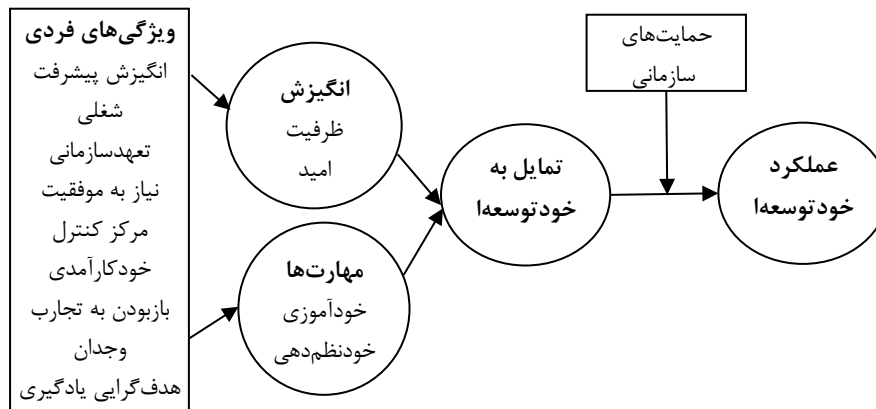 ویژگی‌های فردی
انگیزش پیشرفت
شغلی
تعهدسازمانی
نیاز به موفقیت
مرکز کنترل
خودکارآمدی
بازبودن به تجارب
وجدان
هدف‌گرایی یادگیری
انگیزش
ظرفیت
امید
مهارت‌ها
خودآموزی
خودنظم‌دهی
تمایل به
خودتوسعه‌ا
حمایت‌های
سازمانی
عملکرد
خودتوسعه‌ا